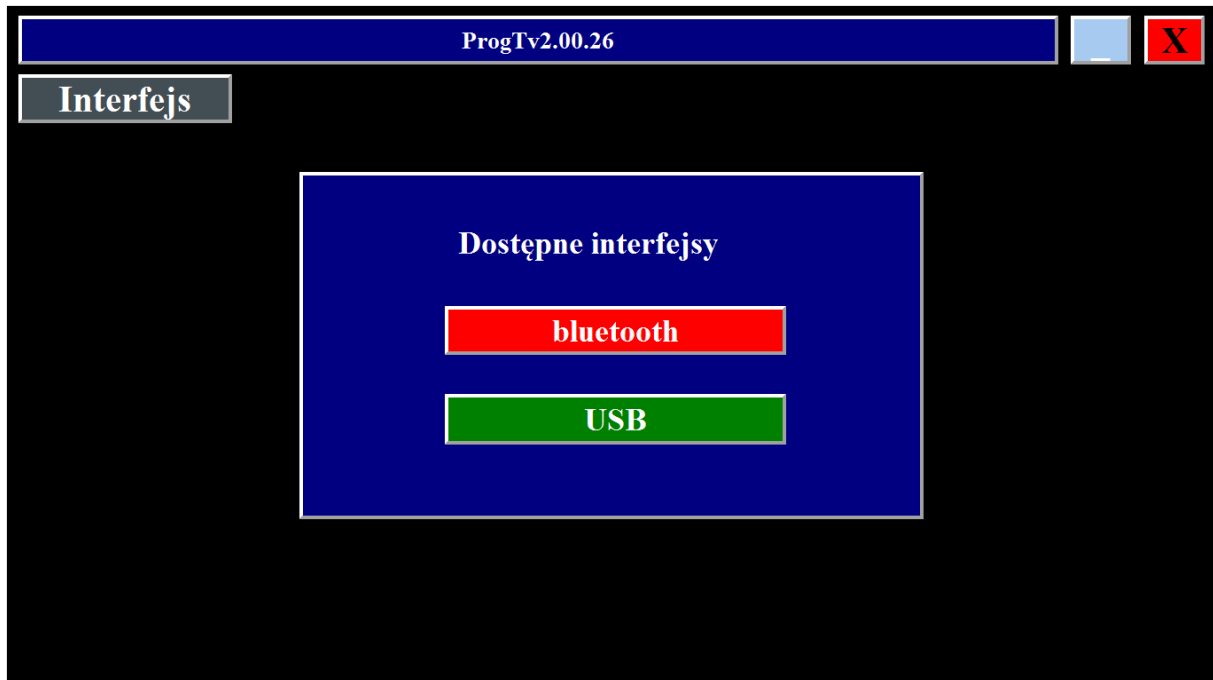 ProgTv2.00.26
_
X
Interfejs
Dostępne interfejsy
bluetooth
USB